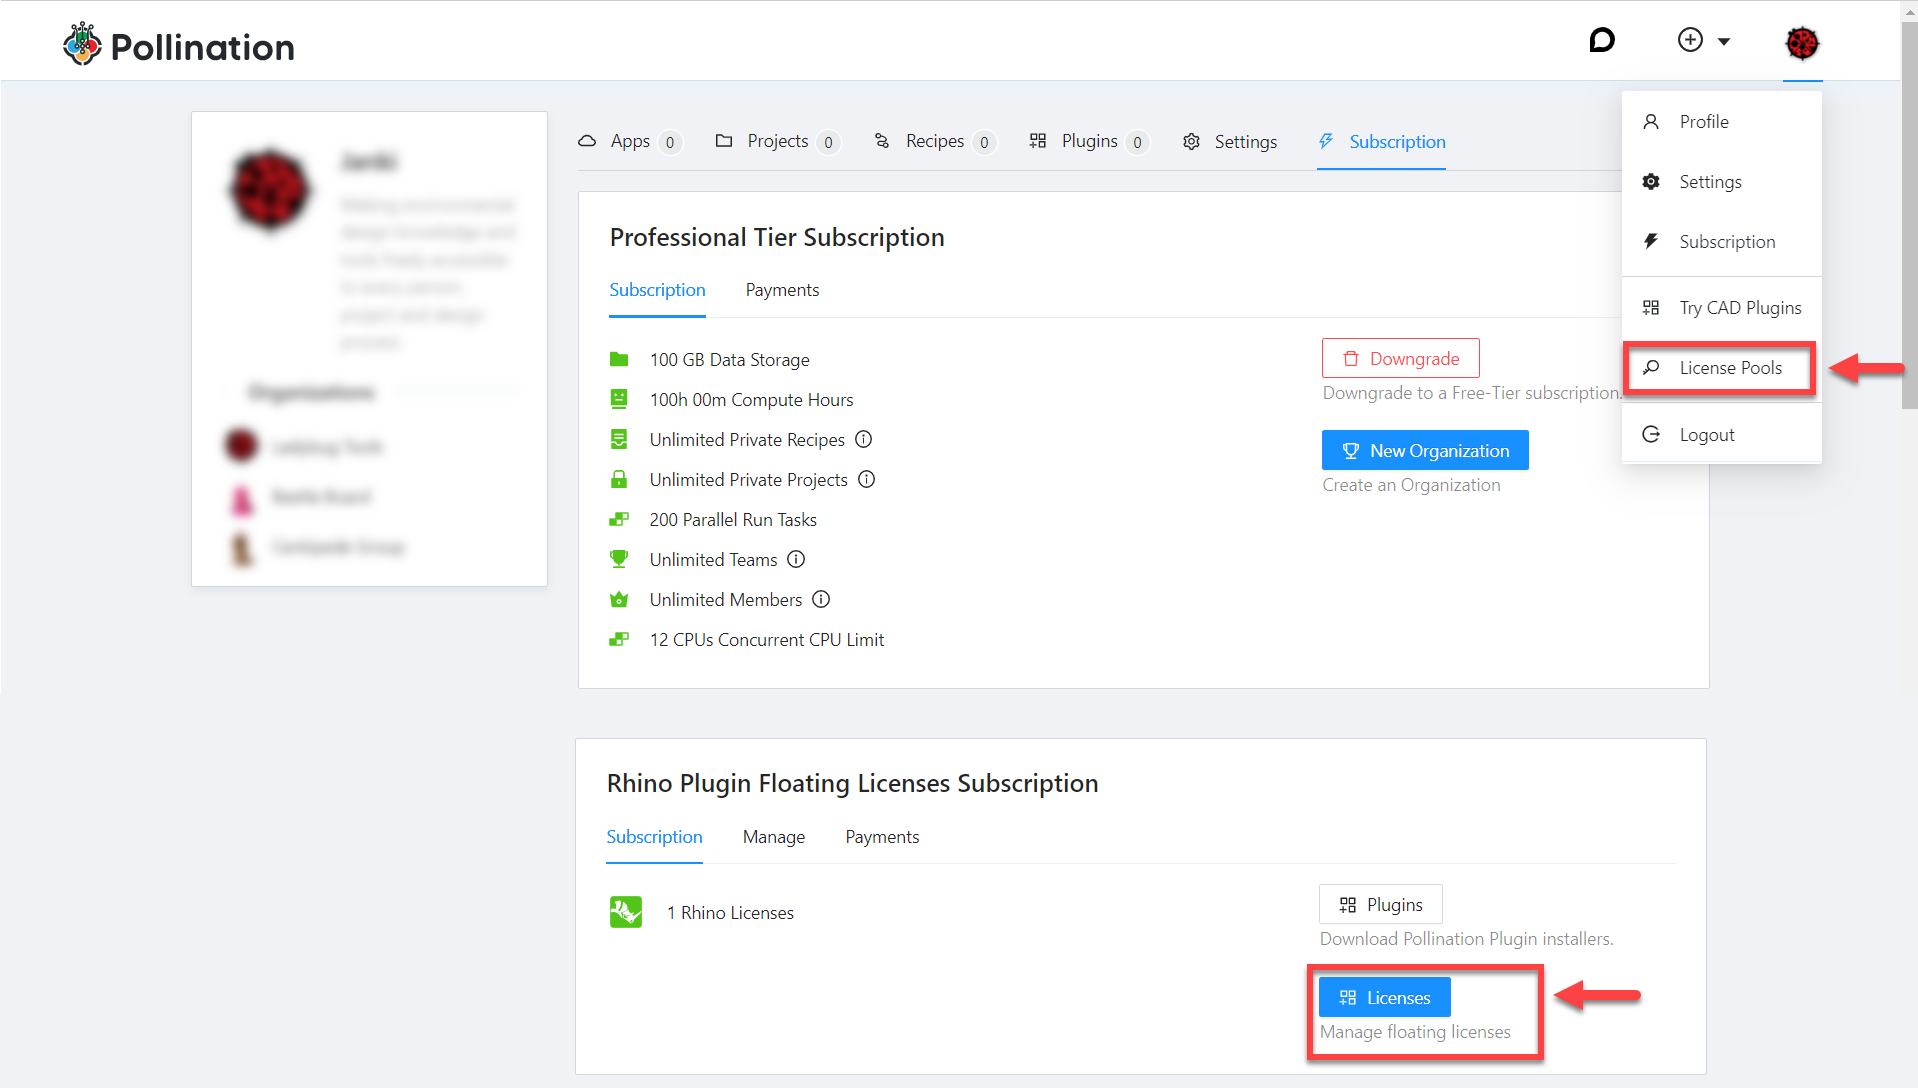 Pollination
Apps 0
Projects 0
Recipes 0
Plugins 0
Settings
Subscription
Profile
Settings
Subscription
Try CAD Plugins
License Pools
Logout
Organizations
Professional Tier Subscription
Subscription
Payments
100 GB Data Storage
100h 00m Compute Hours
Unlimited Private Recipes
Unlimited Private Projects
200 Parallel Run Tasks
Unlimited Teams
Unlimited Members
12 CPUs Concurrent CPU Limit
Downgrade
Downgrade to a Free-Tier subscription.
New Organization
Create an Organization
Rhino Plugin Floating Licenses Subscription
Subscription
Manage
Payments
1 Rhino Licenses
Plugins
Download Pollination Plugin installers.
Licenses
Manage floating licenses